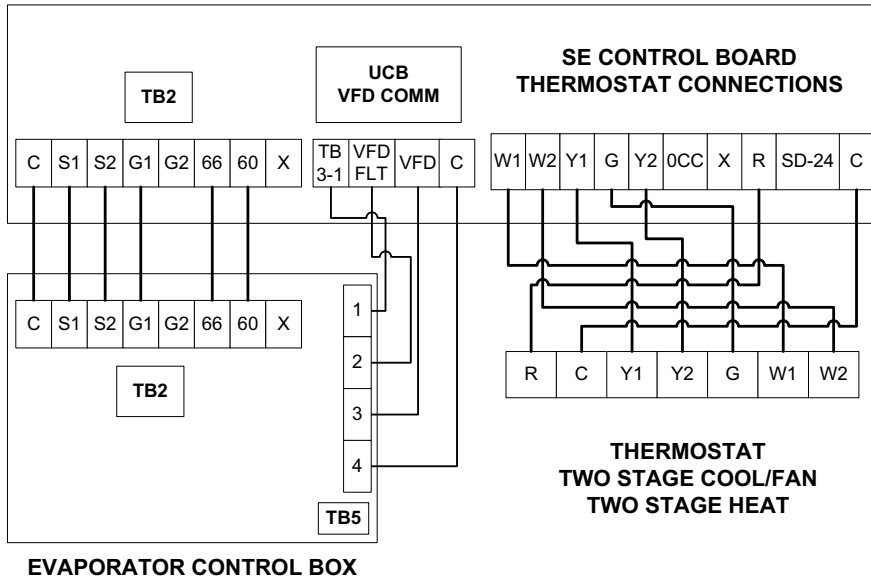 UCB
VFD COMM
SE CONTROL BOARD
THERMOSTAT CONNECTIONS
TB2
C S1 S2 G1 G2 66 60 X
TB
3-1
VFD
FLT
VFD
C
W1 W2 Y1 G Y2 0CC X R SD-24 C
1
2
3
4
C S1 S2 G1 G2 66 60 X
TB2
TB5
R C Y1 Y2 G W1 W2
THERMOSTAT
TWO STAGE COOL/FAN
TWO STAGE HEAT
EVAPORATOR CONTROL BOX